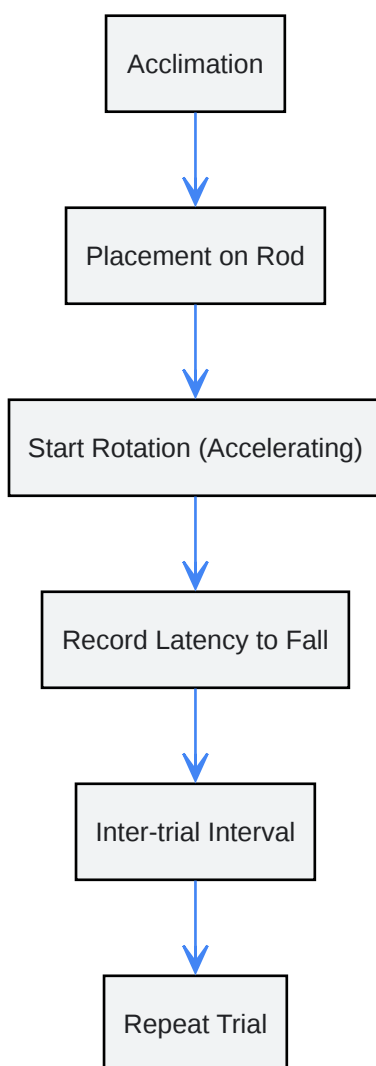 Acclimation
Placement on Rod
Start Rotation (Accelerating)
Record Latency to Fall
Inter-trial Interval
Repeat Trial